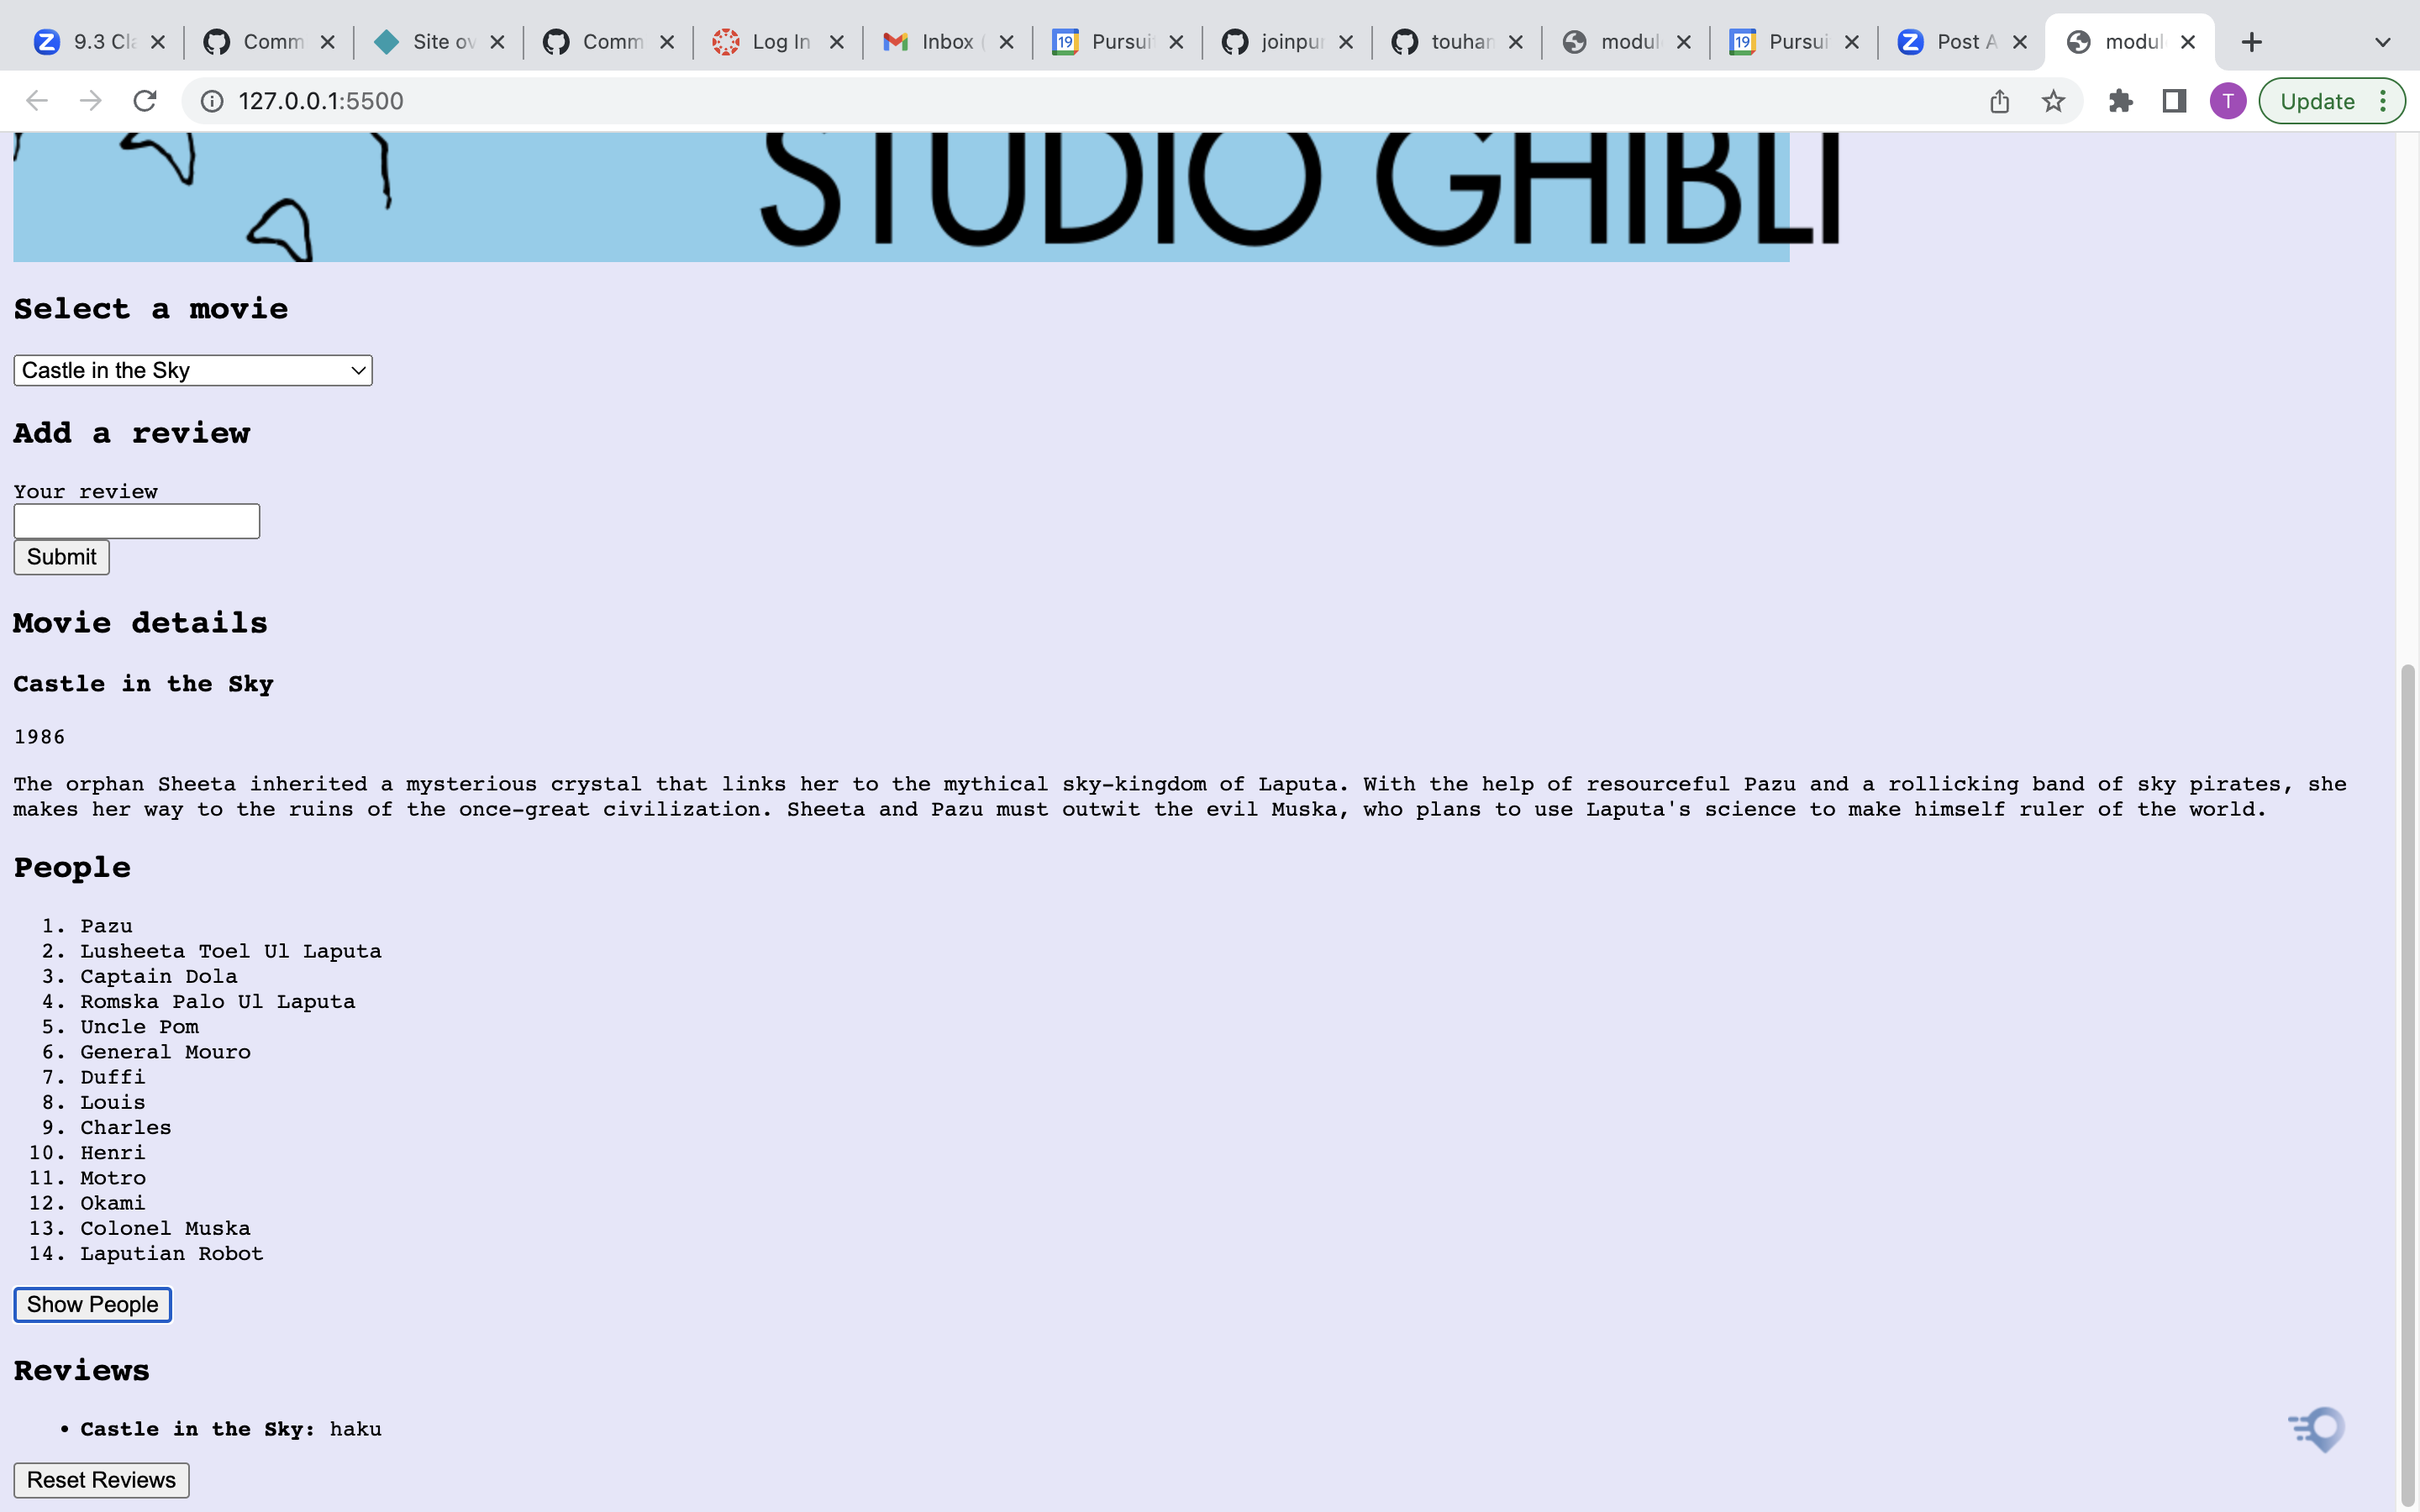 9.3 Cl
Comm
Site ov
Comm
Log In
Inbox (
19
Pursui
joinpur
touhan
modul
19
Pursui
Post A
modul
127.0.0.1:5500
T
Update
STUDIO GHIBLI
Select a movie
Castle in the Sky
Add a review
Your review
Submit
Movie details
Castle in the Sky
1986
The orphan Sheeta inherited a mysterious crystal that links her to the mythical sky-kingdom of Laputa. With the help of resourceful Pazu and a rollicking band of sky pirates, she
makes her way to the ruins of the once-great civilization. Sheeta and Pazu must outwit the evil Muska, who plans to use Laputa's science to make himself ruler of the world.
People
1. Pazu
2. Lusheeta Toel Ul Laputa
3. Captain Dola
4. Romska Palo Ul Laputa
5. Uncle Pom
6. General Mouro
7. Duffi
8. Louis
9. Charles
10. Henri
11. Motro
12. Okami
13. Colonel Muska
14. Laputian Robot
Show People
Reviews
• Castle in the Sky: haku
Reset Reviews